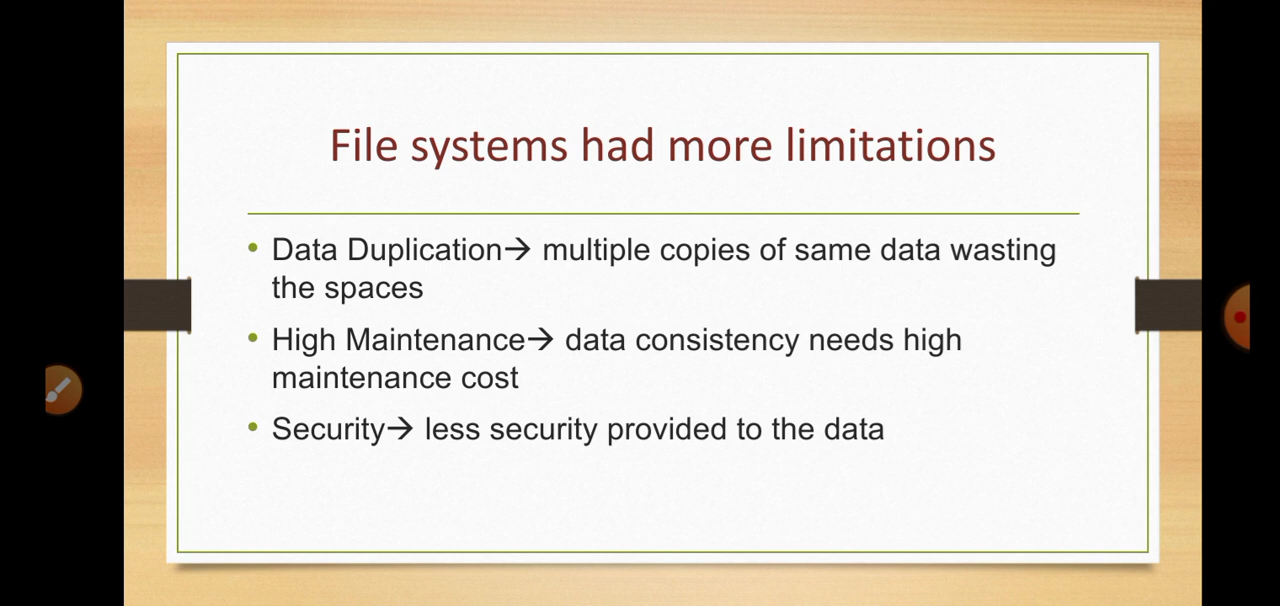 File systems had more limitations
• Data Duplication→ multiple copies of same data wasting
the spaces
• High Maintenance→ data consistency needs high
maintenance cost
• Security→ less security provided to the data